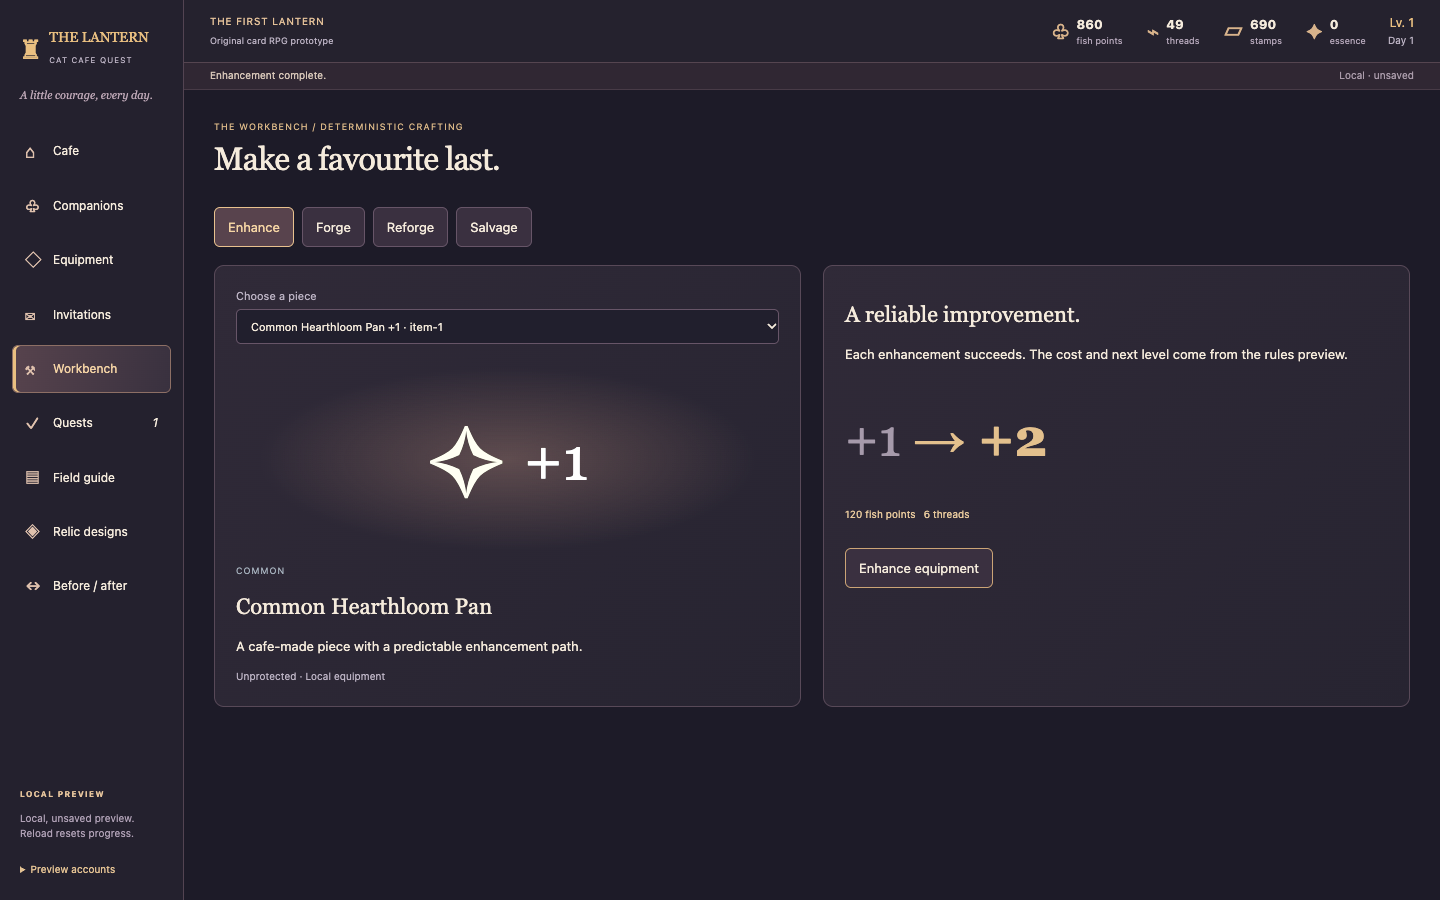 THE LANTERN
CAT CAFE QUEST
A little courage, every day.
Cafe
Companions
Equipment
Invitations
Workbench
Quests 1
Field guide
Relic designs
Before / after
LOCAL PREVIEW
Local, unsaved preview.
Reload resets progress.
Preview accounts
THE FIRST LANTERN
Original card RPG prototype
860
fish points
49
threads
690
stamps
0
essence
Lv. 1
Day 1
Enhancement complete.
Local · unsaved
THE WORKBENCH / DETERMINISTIC CRAFTING
Make a favourite last.
Enhance
Forge
Reforge
Salvage
Choose a piece
Common Hearthloom Pan +1 · item-1
+1
COMMON
Common Hearthloom Pan
A cafe-made piece with a predictable enhancement path.
Unprotected · Local equipment
A reliable improvement.
Each enhancement succeeds. The cost and next level come from the rules preview.
+1 → +2
120 fish points 6 threads
Enhance equipment